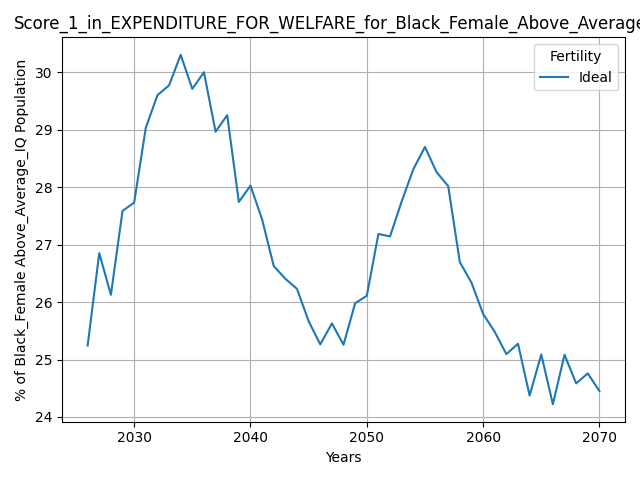 Score_1_in_EXPENDITURE_FOR_WELFARE_for_Black_Female_Above_Average
% of Black_Female Above_Average_IQ Population
30
29
28
27
26
25
24
Fertility
Ideal
2030 2040 2050 2060 2070
Years